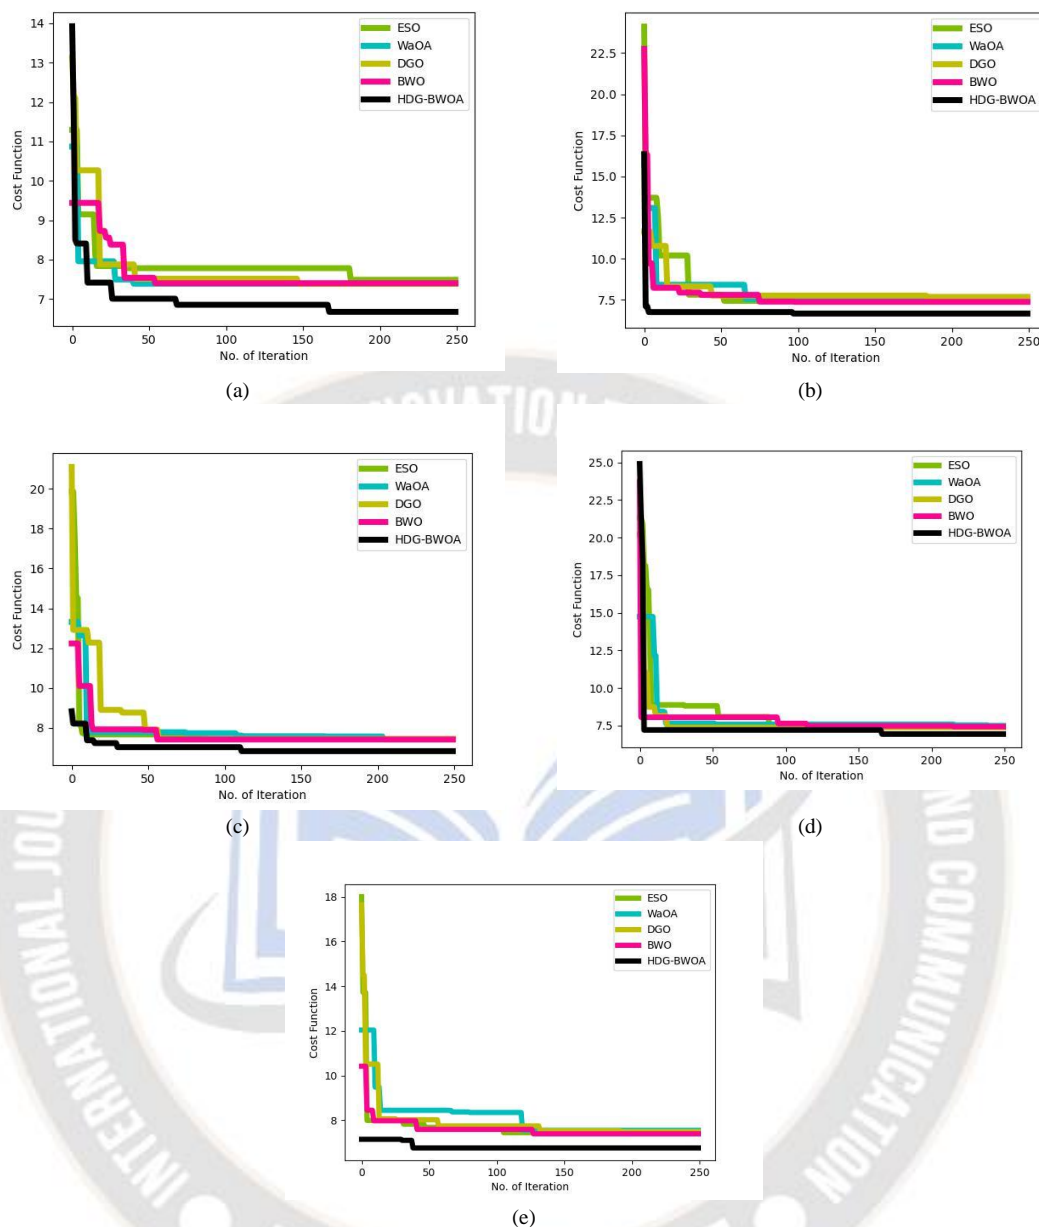 14
13
12
11
10
9
8
7
Cost Function
0 50 100 150 200 250
No. of Iteration
ESO
WaOA
DGO
BWO
HDG-BWOA
(a)
22.5
20.0
17.5
15.0
12.5
10.0
7.5
Cost Function
0 50 100 150 200 250
No. of Iteration
ESO
WaOA
DGO
BWO
HDG-BWOA
(b)
20
18
16
14
12
10
8
Cost Function
0 50 100 150 200 250
No. of Iteration
ESO
WaOA
DGO
BWO
HDG-BWOA
(c)
25.0
22.5
20.0
17.5
15.0
12.5
10.0
7.5
Cost Function
0 50 100 150 200 250
No. of Iteration
ESO
WaOA
DGO
BWO
HDG-BWOA
(d)
18
16
14
12
10
8
Cost Function
0 50 100 150 200 250
No. of Iteration
ESO
WaOA
DGO
BWO
HDG-BWOA
(e)
INTERNATIONAL JOU
ND COMMUNICATION